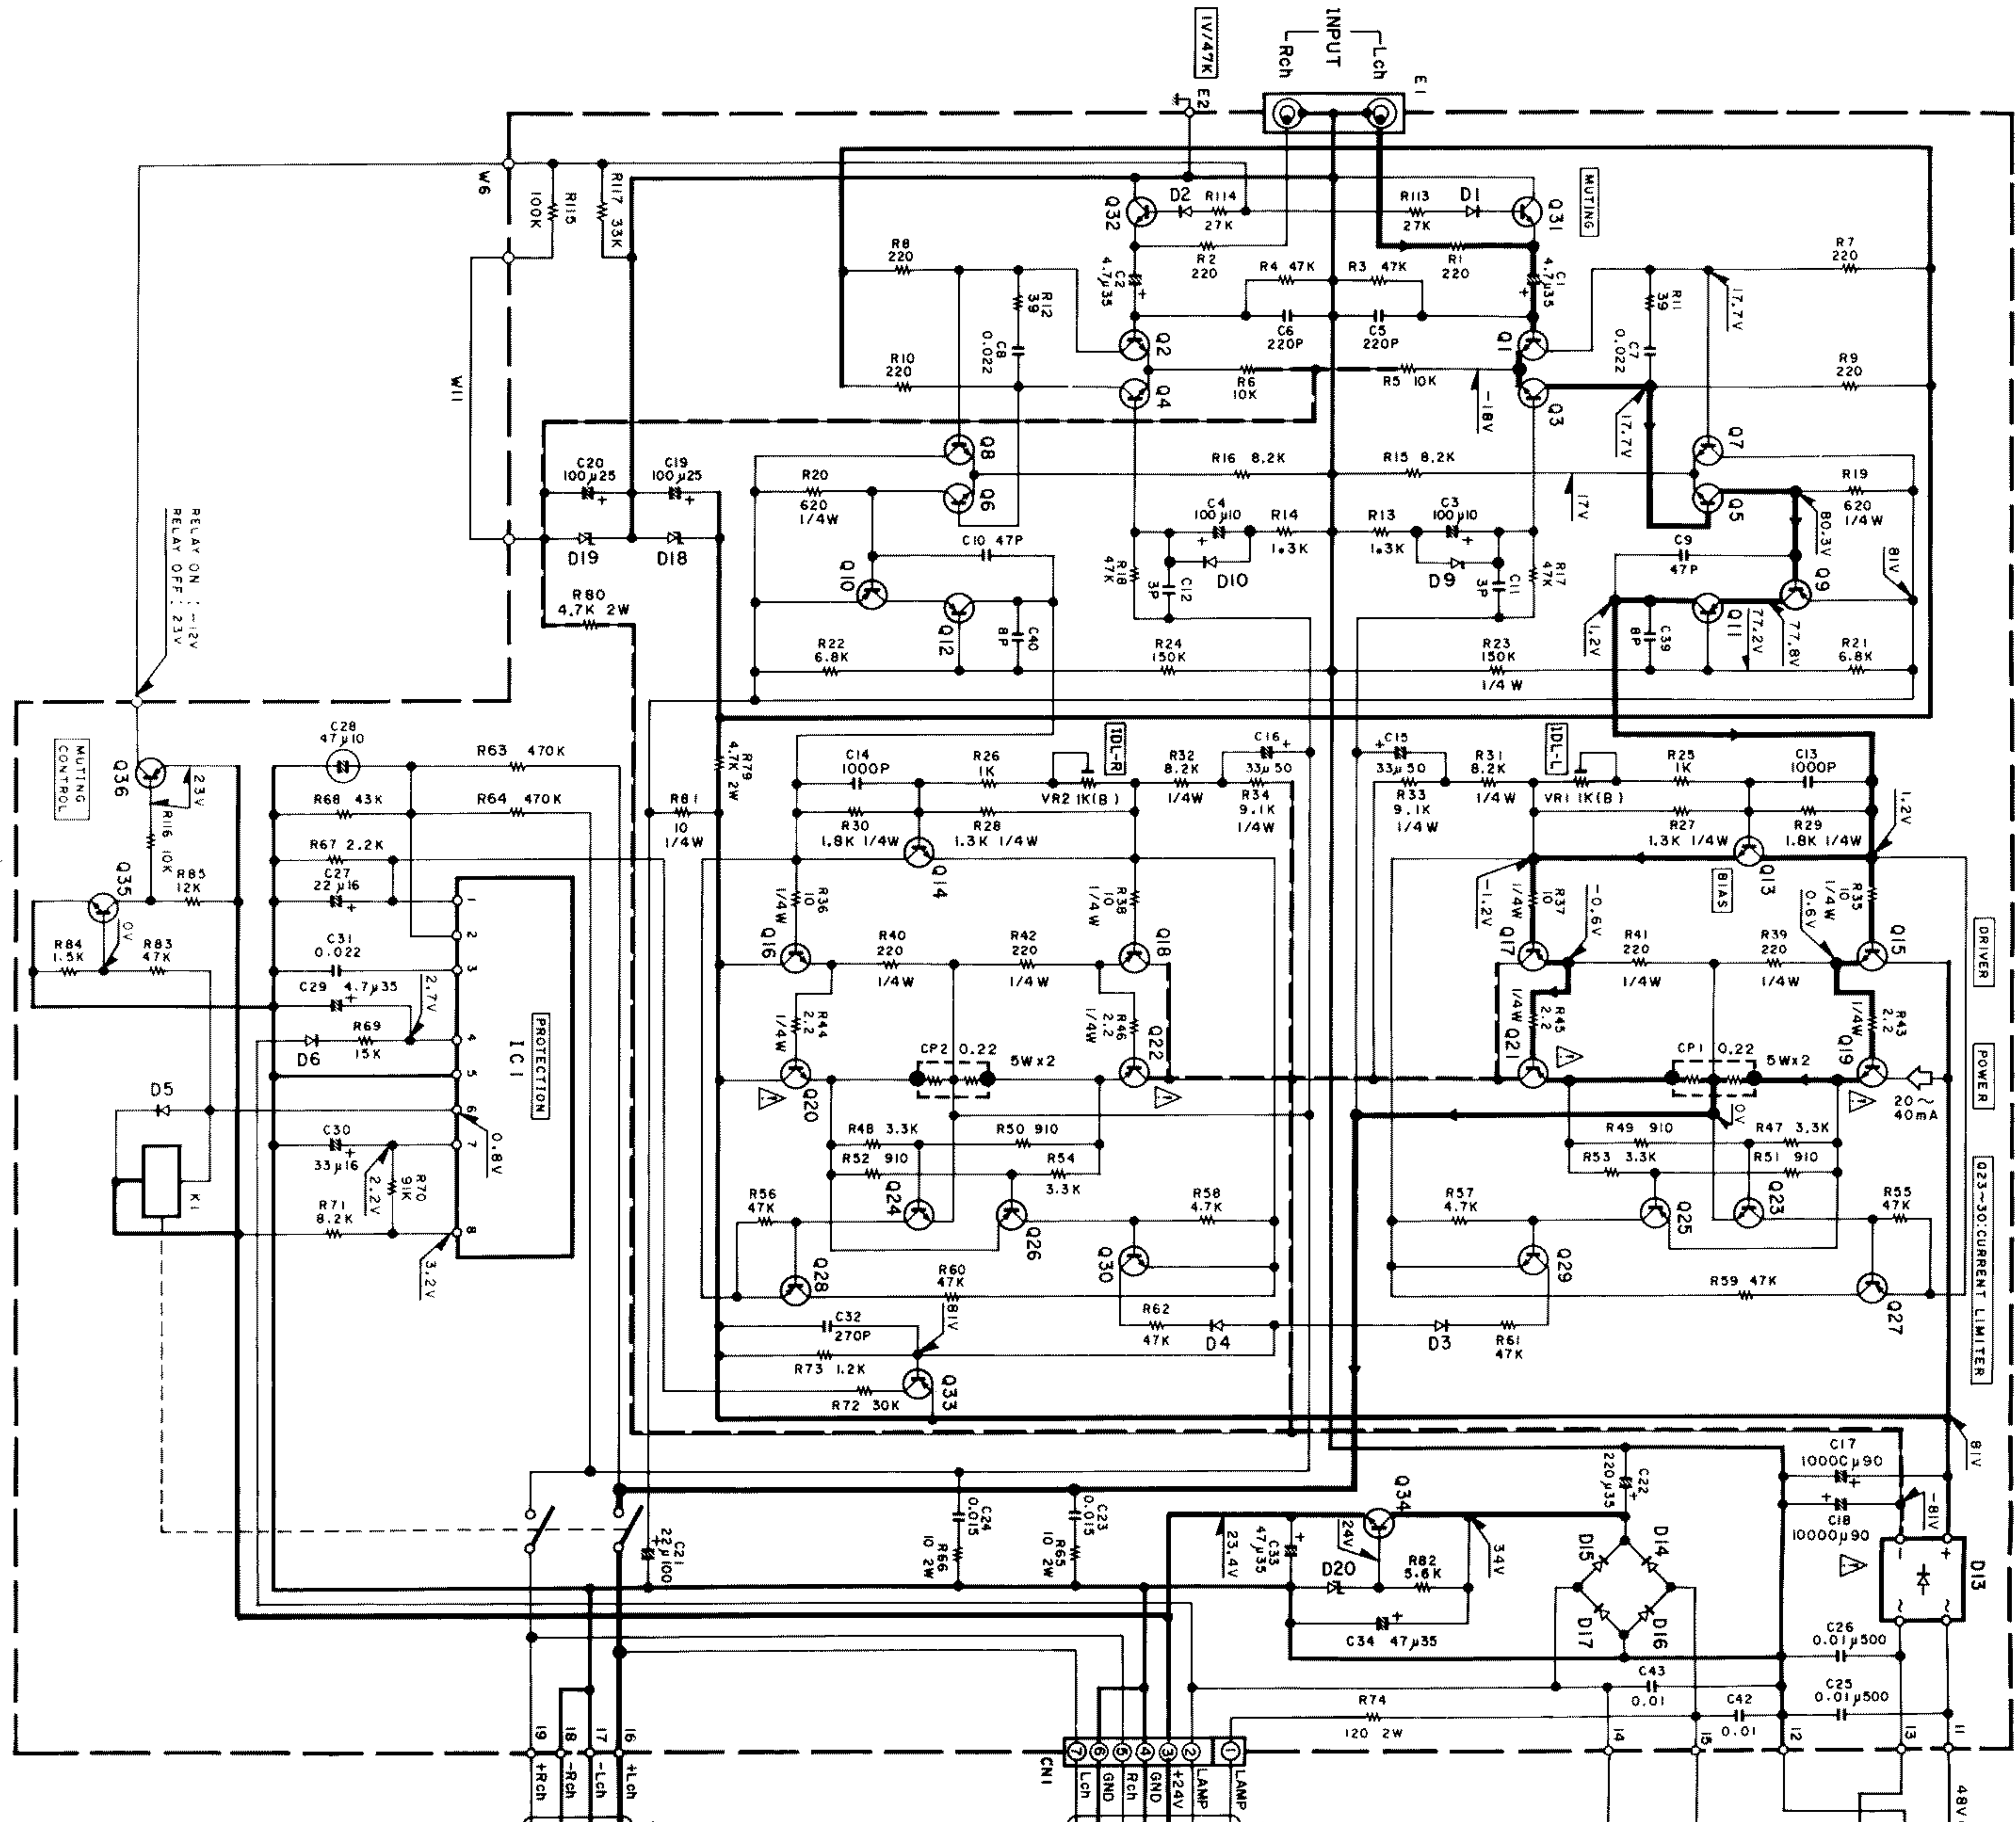 INPUT
Rch
Lch
E1
1V/47K
E2
W6
R115
100K
R117 33K
Q32
D2
R114
27K
R113
27K
D1
Q31
MUTING
R8
220
R2
220
R1
220
R7
220
R12
39
C8
0.022
C2
4.7µ35
+
R4 47K
R3 47K
C1
4.7µ35
+
R11
39
C7
0.022
17.7V
C6
220P
C5
220P
Q2
Q1
R10
220
Q4
R6
10K
R5 10K
-18V
Q3
17.7V
R9
220
W11
Q8
Q7
C20
100µ25
+
C19
100µ25
+
R20
620
1/4W
Q6
R16 8.2K
R15 8.2K
17V
Q5
R19
620
1/4W
80.3V
D19
D18
C10 47P
C4
100µ10
+
R14
1.3K
R13
1.3K
C3
100µ10
+
C9
47P
81V
R18
47K
D10
C12
3P
D9
C11
3P
R17
47K
Q10
Q9
R80
4.7K 2W
Q12
C40
8P
1.2V
C39
8P
Q11
77.2V
77.8V
R22
6.8K
R24
150K
R23
150K
1/4W
R21
6.8K
RELAY ON : -12V
RELAY OFF : 23V
MUTING
CONTROL
Q36
23V
C28
47µ10
R63 470K
R68 43K
R64 470K
R116
10K
R67 2.2K
R79
4.7K 2W
R81
10
1/4W
C14
1000P
R26
1K
IDL-R
VR2 1K(B)
R32
8.2K
1/4W
C16 +
33µ50
R34
9.1K
1/4W
C15
+
33µ50
R33
9.1K
1/4W
R31
8.2K
1/4W
IDL-L
VR1 1K(B)
R25
1K
C13
1000P
R30
1.8K 1/4W
R28
1.3K 1/4W
R27
1.3K 1/4W
R29
1.8K 1/4W
1.2V
Q14
Q13
BIAS
Q35
R85
12K
C27
22µ16
+
0V
R84
1.5K
R83
47K
C31
0.022
C29 4.7µ35
+
2.7V
R69
15K
D6
PROTECTION
IC1
1
2
3
4
5
6
7
8
R36
10
1/4W
R38
10
1/4W
-1.2V
R37
10
1/4W
-0.6V
0.6V
R35
10
1/4W
DRIVER
Q16
R40
220
1/4W
R42
220
1/4W
Q18
Q17
R41
220
1/4W
R39
220
1/4W
Q15
R44
2.2
1/4W
R46
2.2
1/4W
R45
2.2
1/4W
R43
2.2
1/4W
Q22
Q21
Q19
POWER
CP2 0.22
5Wx2
CP1 0.22
5Wx2
20~
40mA
Q20
0V
D5
K1
C30
33µ16
+
0.8V
R70
91K
2.2V
R71
8.2K
3.2V
R48 3.3K
R50 910
R52 910
R54
3.3K
R49 910
R47 3.3K
R53 3.3K
R51 910
R56
47K
Q24
Q26
R58
4.7K
R57
4.7K
Q25
Q23
R55
47K
Q23~30:CURRENT LIMITER
Q28
R60
47K
Q30
Q29
R59 47K
Q27
C32
270P
81V
R62
47K
D4
D3
R61
47K
R73 1.2K
Q33
R72 30K
81V
C17
10000µ90
+
C18
10000µ90
+
-81V
D13
+
-
~
~
C21
22µ100
+
C24
0.015
R66
10 2W
C23
0.015
R65
10 2W
23.4V
C33
47µ35
+
Q34
24V
D20
R82
5.6K
34V
C22
220µ35
+
C34 47µ35
+
D14
D15
D16
D17
C26
0.01µ500
C43
0.01
C25
0.01µ500
C42
0.01
R74
120 2W
19
+Rch
18
-Rch
17
-Lch
16
+Lch
CN1
7
Lch
6
GND
5
Rch
4
GND
3
+24V
2
LAMP
1
LAMP
14
15
12
13
11
48V